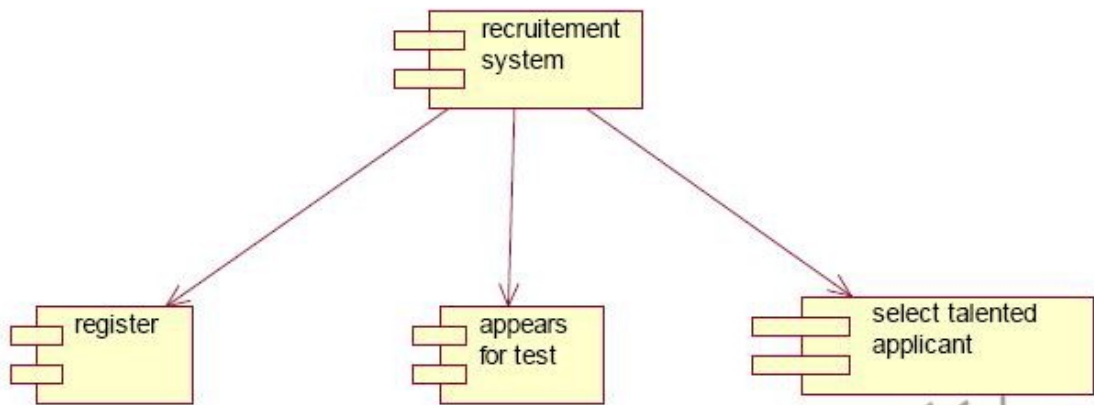 recruitement
system
register
appears
for test
select talented
applicant